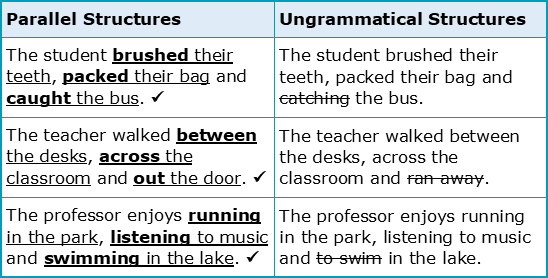 Parallel Structures
Ungrammatical Structures
The student brushed their
teeth, packed their bag and
caught the bus. ✓
The student brushed their
teeth, packed their bag and
catching the bus.
The teacher walked between
the desks, across the
classroom and out the door. ✓
The teacher walked between
the desks, across the
classroom and ran away.
The professor enjoys running
in the park, listening to music
and swimming in the lake. ✓
The professor enjoys running
in the park, listening to music
and to swim in the lake.